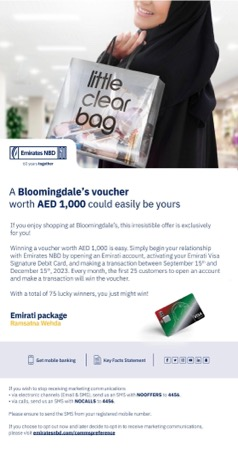 little
clear
bag
Emirates NBD
60 years together
A Bloomingdale's voucher
worth AED 1,000 could easily be yours
If you enjoy shopping at Bloomingdale's, this irresistible offer is exclusively
for you!
Winning a voucher worth AED 1,000 is easy. Simply begin your relationship
with Emirates NBD by opening an Emirati account, activating your Emirati Visa
Signature Debit Card, and making a transaction between September 15th and
December 15th, 2023. Every month, the first 25 customers to open an account
and make a transaction will win the voucher.
With a total of 75 lucky winners, you just might win!
Emirati package
Ramsatna Wehda
VISA
Get mobile banking
Key Facts Statement
If you wish to stop receiving marketing communications
• via electronic channels (Email & SMS), send us an SMS with NOOFFERS to 4456.
• via calls, send us an SMS with NOCALLS to 4456.
Please ensure to send the SMS from your registered mobile number.
If you choose to opt out now and later decide to opt in to receive marketing communications,
please visit emiratesnbd.com/commspreference